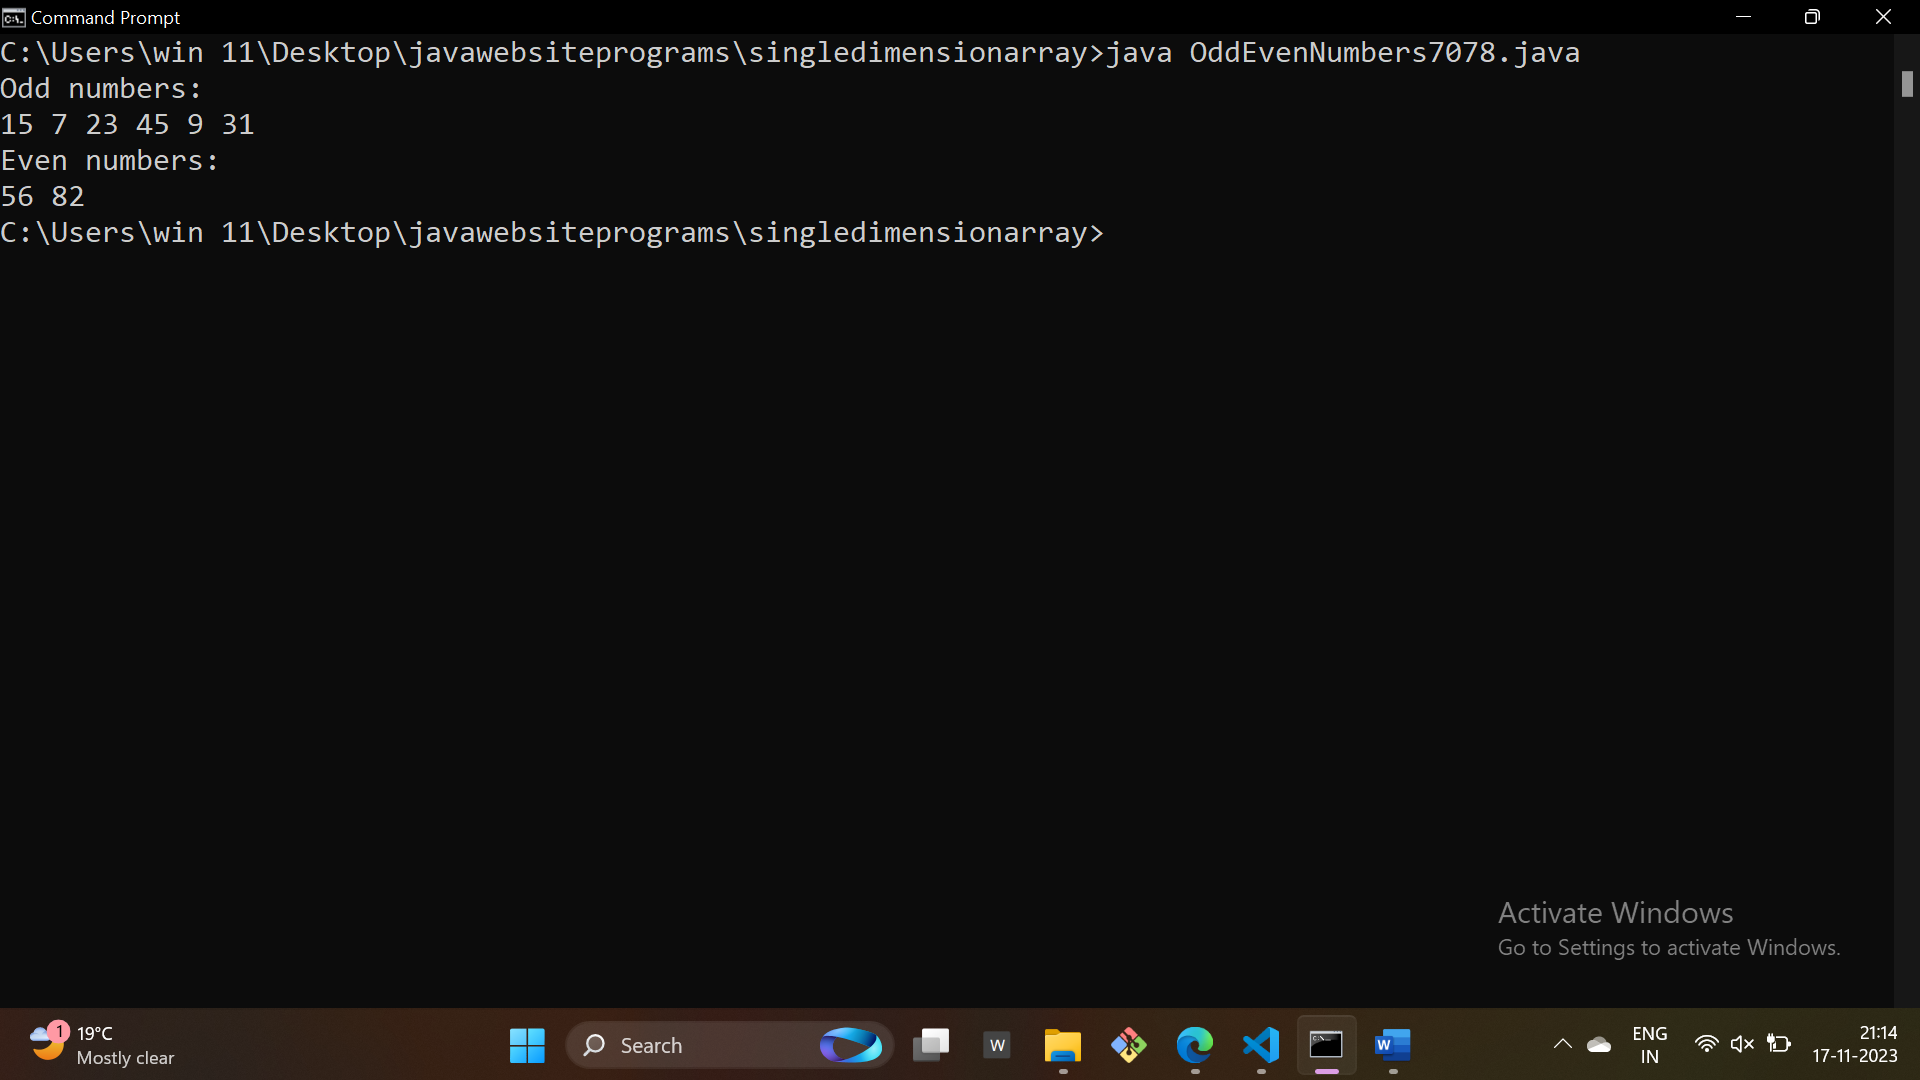 Command Prompt
C:\Users\win 11\Desktop\javawebsiteprograms\singledimensionarray>java OddEvenNumbers7078.java
Odd numbers:
15 7 23 45 9 31
Even numbers:
56 82
C:\Users\win 11\Desktop\javawebsiteprograms\singledimensionarray>
Activate Windows
Go to Settings to activate Windows.
1
19°C
Mostly clear
Search
W
W
ENG
IN
21:14
17-11-2023